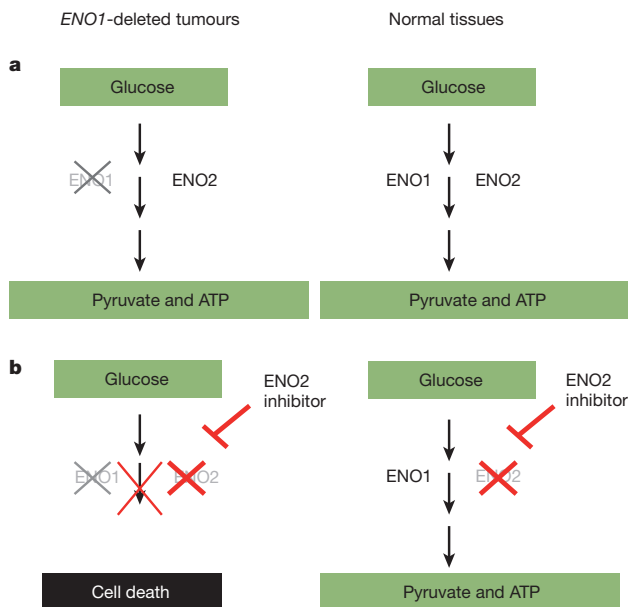 ENO1-deleted tumours
Normal tissues
a
Glucose
Glucose
ENO1
ENO2
ENO1
ENO2
Pyruvate and ATP
Pyruvate and ATP
b
Glucose
ENO2
inhibitor
Glucose
ENO2
inhibitor
ENO1
ENO2
ENO1
ENO2
Cell death
Pyruvate and ATP